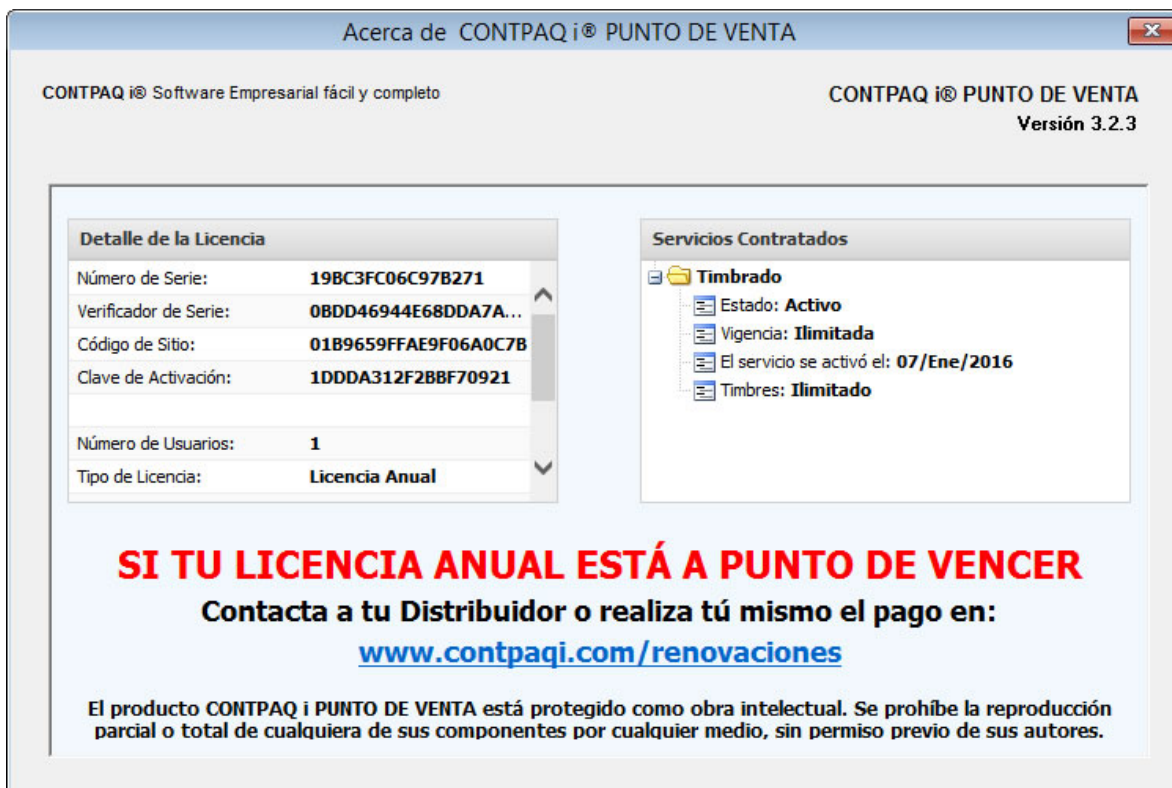 Acerca de CONTPAQ i® PUNTO DE VENTA
CONTPAQ i® Software Empresarial fácil y completo
CONTPAQ i® PUNTO DE VENTA
Versión 3.2.3
Detalle de la Licencia
Número de Serie: 19BC3FC06C97B271
Verificador de Serie: 0BDD46944E68DDA7A...
Código de Sitio: 01B9659FFAE9F06A0C7B
Clave de Activación: 1DDDA312F2BBF70921
Número de Usuarios: 1
Tipo de Licencia: Licencia Anual
Servicios Contratados
Timbrado
Estado: Activo
Vigencia: Ilimitada
El servicio se activó el: 07/Ene/2016
Timbres: Ilimitado
SI TU LICENCIA ANUAL ESTÁ A PUNTO DE VENCER
Contacta a tu Distribuidor o realiza tú mismo el pago en:
www.contpaqi.com/renovaciones
El producto CONTPAQ i PUNTO DE VENTA está protegido como obra intelectual. Se prohíbe la reproducción
parcial o total de cualquiera de sus componentes por cualquier medio, sin permiso previo de sus autores.